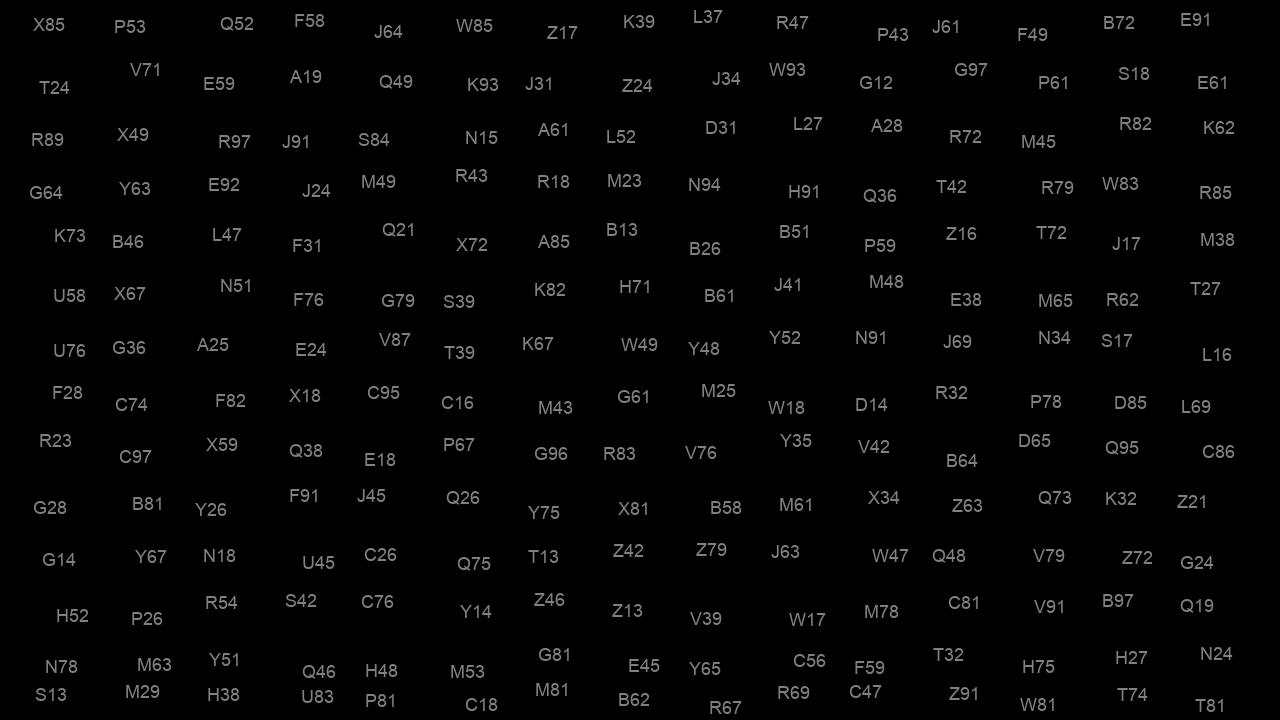 X85 P53 Q52 F58 J64 W85 Z17 K39 L37 R47 P43 J61 F49 B72 E91
T24 V71 E59 A19 Q49 K93 J31 Z24 J34 W93 G12 G97 P61 S18 E61
R89 X49 R97 J91 S84 N15 A61 L52 D31 L27 A28 R72 M45 R82 K62
G64 Y63 E92 J24 M49 R43 R18 M23 N94 H91 Q36 T42 R79 W83 R85
K73 B46 L47 F31 Q21 X72 A85 B13 B26 B51 P59 Z16 T72 J17 M38
U58 X67 N51 F76 G79 S39 K82 H71 B61 J41 M48 E38 M65 R62 T27
U76 G36 A25 E24 V87 T39 K67 W49 Y48 Y52 N91 J69 N34 S17 L16
F28 C74 F82 X18 C95 C16 M43 G61 M25 W18 D14 R32 P78 D85 L69
R23 C97 X59 Q38 E18 P67 G96 R83 V76 Y35 V42 B64 D65 Q95 C86
G28 B81 Y26 F91 J45 Q26 Y75 X81 B58 M61 X34 Z63 Q73 K32 Z21
G14 Y67 N18 U45 C26 Q75 T13 Z42 Z79 J63 W47 Q48 V79 Z72 G24
H52 P26 R54 S42 C76 Y14 Z46 Z13 V39 W17 M78 C81 V91 B97 Q19
N78 M63 Y51 Q46 H48 M53 G81 E45 Y65 C56 F59 T32 H75 H27 N24
S13 M29 H38 U83 P81 C18 M81 B62 R67 R69 C47 Z91 W81 T74 T81